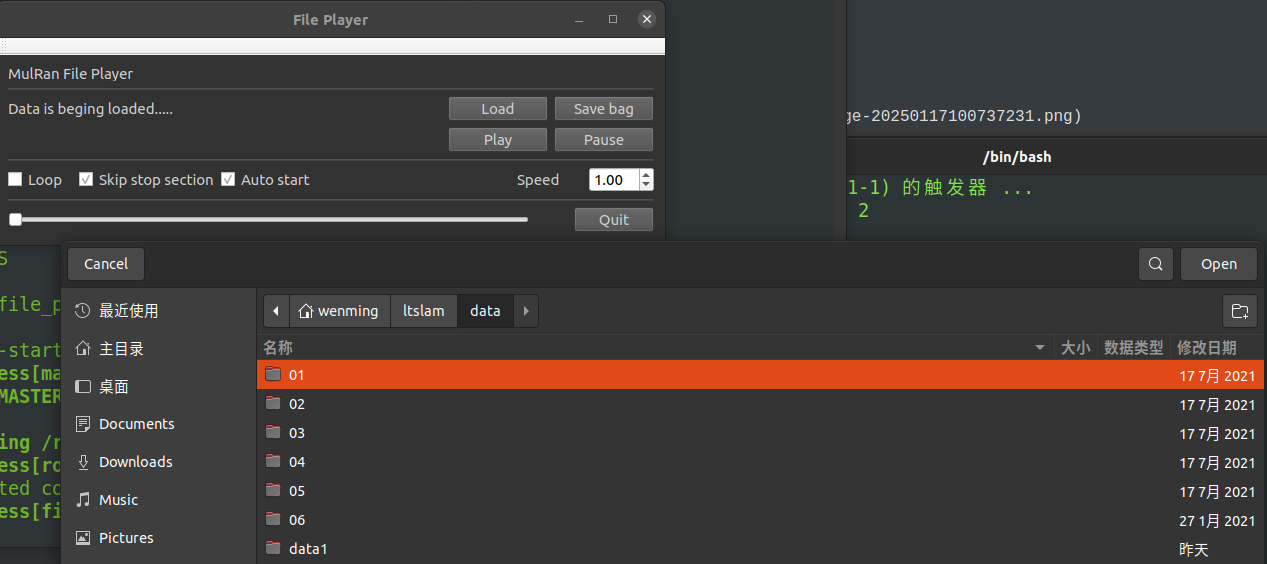 File Player
MulRan File Player
Data is beging loaded.....
Load
Save bag
Play
Pause
Loop
Skip stop section
Auto start
Speed
1.00
Quit
ge-20250117100737231.png)
/bin/bash
1-1) 的触发器 ...
2
S
file_p
-start
ess[ma
MASTER
ing /r
ess[ro
ted co
ess[fi
Cancel
Open
最近使用
主目录
桌面
Documents
Downloads
Music
Pictures
wenming
ltslam
data
名称 大小 数据类型 修改日期
01 17 7月 2021
02 17 7月 2021
03 17 7月 2021
04 17 7月 2021
05 17 7月 2021
06 27 1月 2021
data1 昨天